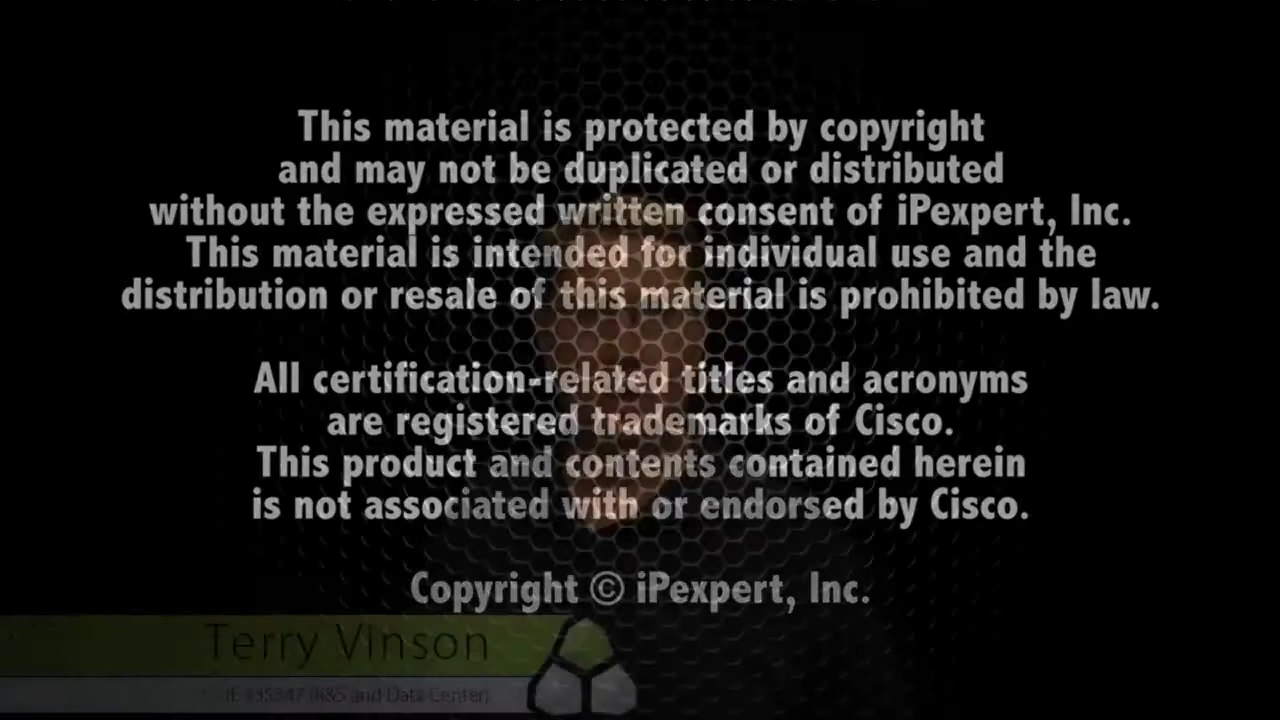 This material is protected by copyright
and may not be duplicated or distributed
without the expressed written consent of iPexpert, Inc.
This material is intended for individual use and the
distribution or resale of this material is prohibited by law.
All certification-related titles and acronyms
are registered trademarks of Cisco.
This product and contents contained herein
is not associated with or endorsed by Cisco.
Copyright © iPexpert, Inc.
Terry Vinson
(R&S and Data Center)